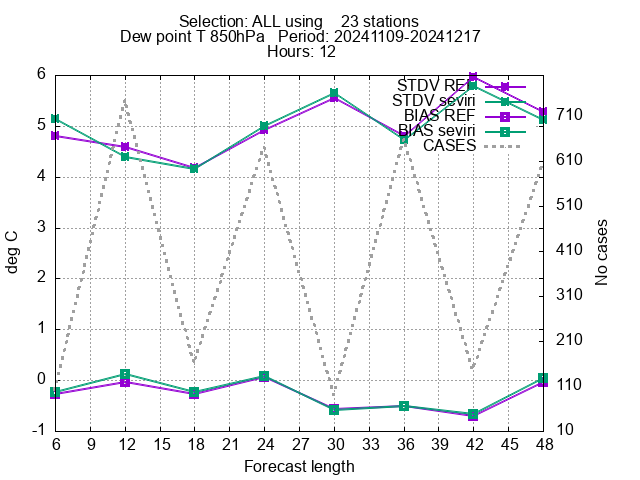 Selection: ALL using    23 stations
Dew point T 850hPa   Period: 20241109-20241217
Hours: 12
STDV REF
STDV seviri
BIAS REF
BIAS seviri
CASES
6
5
4
3
2
1
0
-1
deg C
710
610
510
410
310
210
110
10
No cases
6 9 12 15 18 21 24 27 30 33 36 39 42 45 48
Forecast length